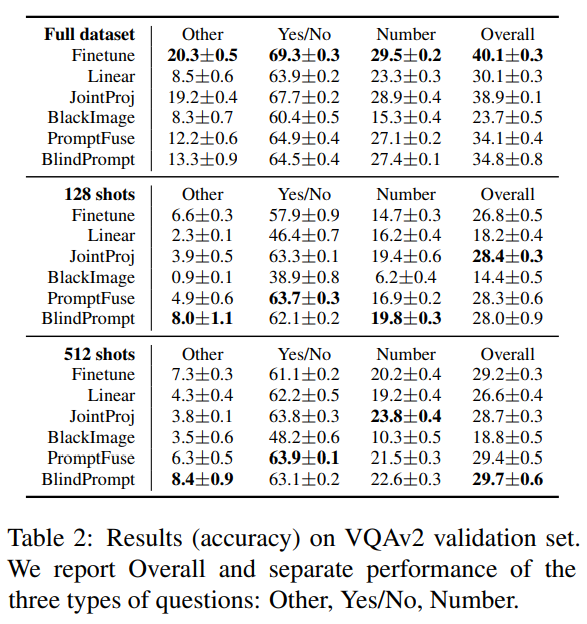 Full dataset Other Yes/No Number Overall
Finetune 20.3±0.5 69.3±0.3 29.5±0.2 40.1±0.3
Linear 8.5±0.6 63.9±0.2 23.3±0.3 30.1±0.3
JointProj 19.2±0.4 67.7±0.2 28.9±0.4 38.9±0.1
BlackImage 8.3±0.7 60.4±0.5 15.3±0.4 23.7±0.5
PromptFuse 12.2±0.6 64.9±0.4 27.1±0.2 34.1±0.4
BlindPrompt 13.3±0.9 64.5±0.4 27.4±0.1 34.8±0.8
128 shots Other Yes/No Number Overall
Finetune 6.6±0.3 57.9±0.9 14.7±0.3 26.8±0.5
Linear 2.3±0.1 46.4±0.7 16.2±0.4 18.2±0.4
JointProj 3.9±0.5 63.3±0.1 19.4±0.6 28.4±0.3
BlackImage 0.9±0.1 38.9±0.8 6.2±0.4 14.4±0.5
PromptFuse 4.9±0.6 63.7±0.3 16.9±0.2 28.3±0.6
BlindPrompt 8.0±1.1 62.1±0.2 19.8±0.3 28.0±0.9
512 shots Other Yes/No Number Overall
Finetune 7.3±0.3 61.1±0.2 20.2±0.4 29.2±0.3
Linear 4.3±0.4 62.2±0.5 19.2±0.4 26.6±0.4
JointProj 3.8±0.1 63.8±0.3 23.8±0.4 28.7±0.3
BlackImage 3.5±0.6 48.2±0.6 10.3±0.5 18.8±0.5
PromptFuse 6.3±0.5 63.9±0.1 21.5±0.3 29.4±0.5
BlindPrompt 8.4±0.9 63.1±0.2 22.6±0.3 29.7±0.6
Table 2: Results (accuracy) on VQAv2 validation set.
We report Overall and separate performance of the
three types of questions: Other, Yes/No, Number.